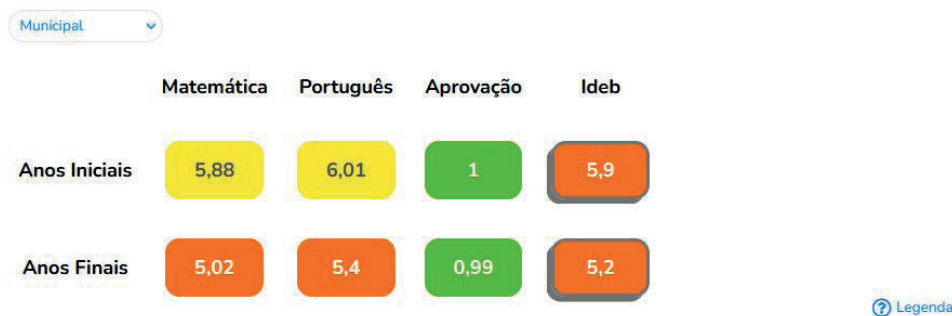 Municipal
Matemática Português Aprovação Ideb
Anos Iniciais 5,88 6,01 1 5,9
Anos Finais 5,02 5,4 0,99 5,2
? Legenda